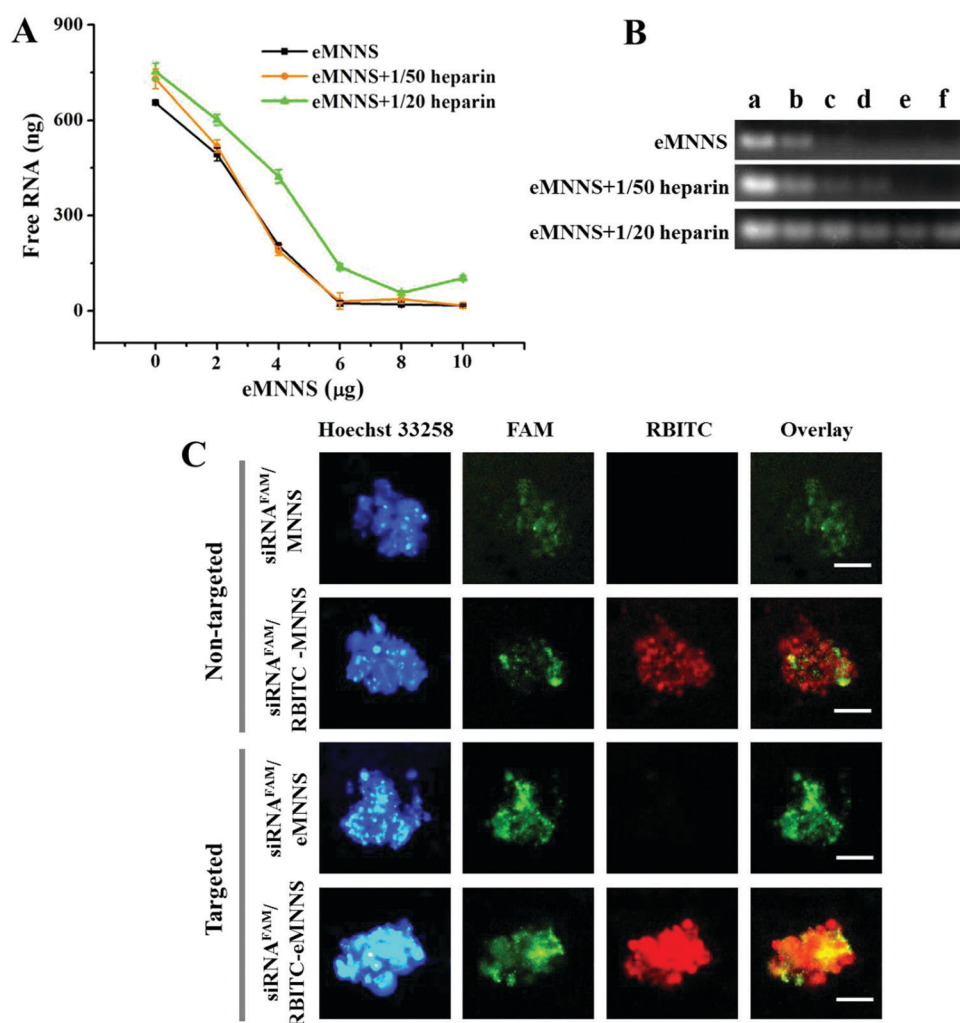 A
900
600
300
0
Free RNA (ng)
0 2 4 6 8 10
eMNNS (μg)
eMNNS
eMNNS+1/50 heparin
eMNNS+1/20 heparin
B
a b c d e f
eMNNS
eMNNS+1/50 heparin
eMNNS+1/20 heparin
C
Hoechst 33258 FAM RBITC Overlay
Non-targeted
siRNA^FAM/
MNNS
siRNA^FAM/
RBITC -MNNS
Targeted
siRNA^FAM/
eMNNS
siRNA^FAM/
RBITC-eMNNS